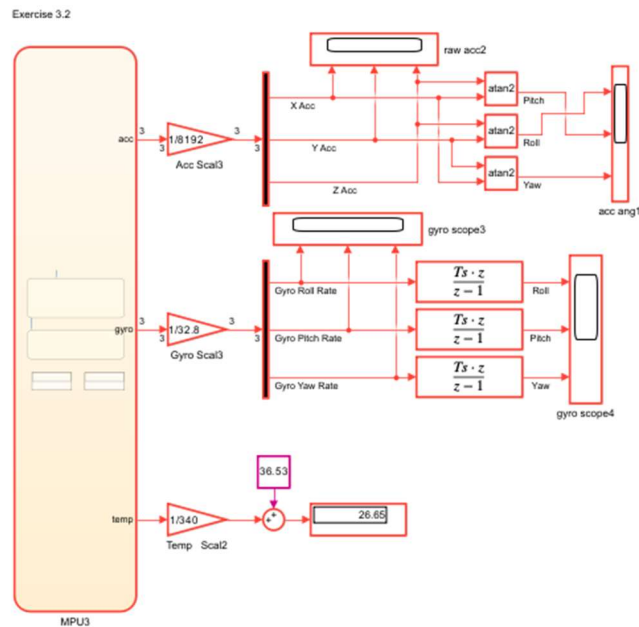 Exercise 3.2
raw acc2
X Acc
Y Acc
Z Acc
acc
3
3
1/8192
Acc Scal3
3
3
atan2
Pitch
atan2
Roll
atan2
Yaw
acc ang1
gyro scope3
gyro
3
3
1/32.8
Gyro Scal3
3
3
Gyro Roll Rate
Gyro Pitch Rate
Gyro Yaw Rate
Ts · z
z − 1
Roll
Ts · z
z − 1
Pitch
Ts · z
z − 1
Yaw
gyro scope4
36.53
temp
1/340
Temp Scal2
++
26.65
MPU3